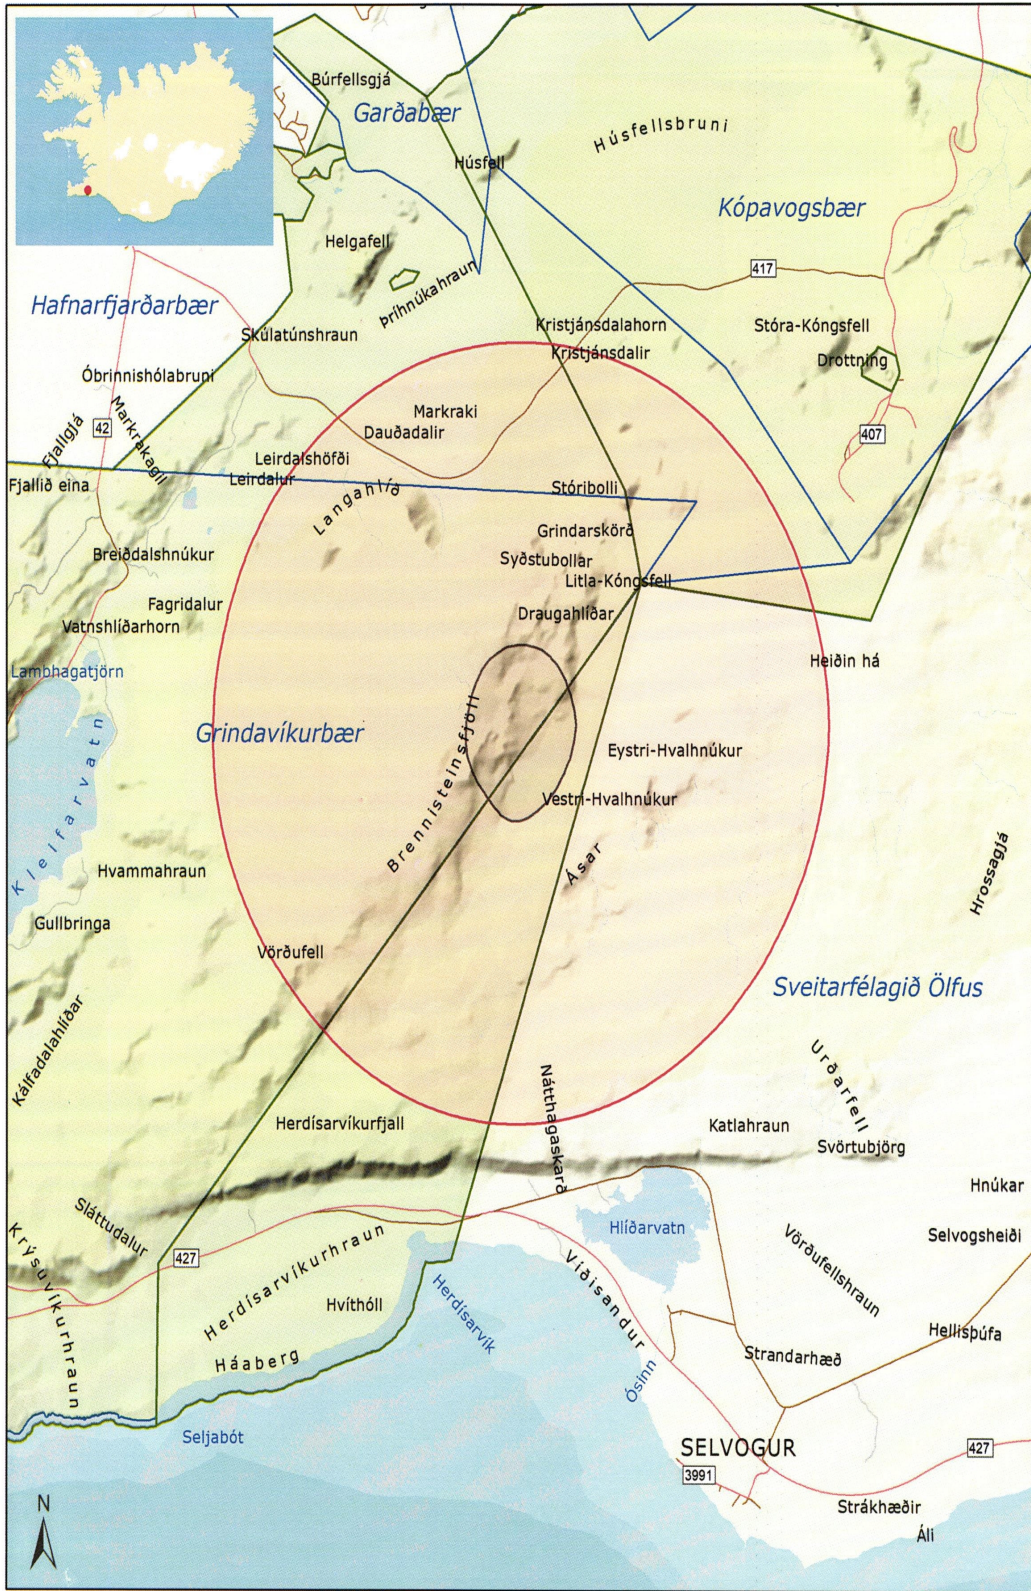 Búrfellsgjá
Garðabær
Húsfellsbruni
Húsfell
Kópavogsbær
Helgafell
417
Þríhnúkahraun
Hafnarfjarðarbær
Kristjánsdalahorn
Stóra-Kóngsfell
Skúlatúnshraun
Kristjánsdalir
Drottning
Óbrinnishólabruni
Markraki
Markrakagil
Fjallgjá
42
Dauðadalir
407
Leirdalshöfði
Leirdalur
Fjallið eina
Langahlíð
Stóribolli
Grindarskörð
Breiðdalshnúkur
Syðstubollar
Litla-Kóngsfell
Fagridalur
Draugahlíðar
Vatnshlíðarhorn
Heiðin há
Lambhagatjörn
Grindavíkurbær
Kleifarvatn
Brennisteinsfjöll
Eystri-Hvalhnúkur
Vestri-Hvalhnúkur
Ásar
Hvammahraun
Hrossagjá
Gullbringa
Vörðufell
Sveitarfélagið Ölfus
Kálfadalahlíðar
Urðarfell
Nátthagaskarð
Herdísarvíkurfjall
Katlahraun
Svörtubjörg
Hnúkar
Sláttudalur
Hlíðarvatn
Selvogsheiði
Krýsuvíkurhraun
427
Herdísarvíkurhraun
Víðisandur
Vörðufellshraun
Hvíthóll
Herdísarvík
Hellisþúfa
Háaberg
Strandarhæð
Ósinn
Seljabót
SELVOGUR
427
3991
N
Strákhæðir
Áli